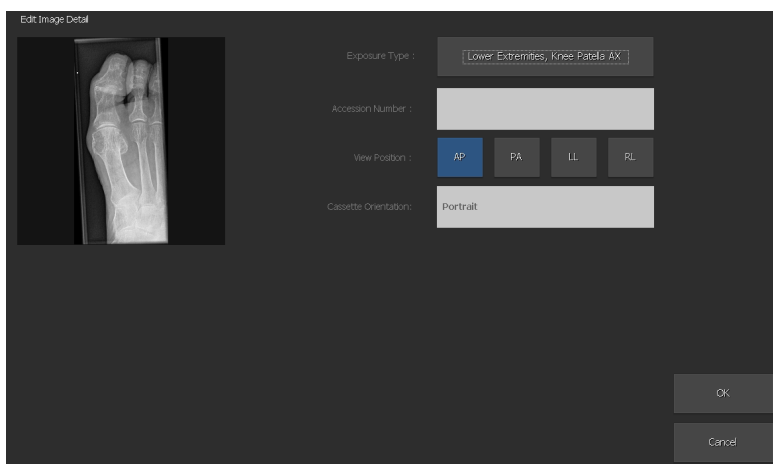 Edit Image Detail
Exposure Type :
Lower Extremities, Knee Patella AX
Accession Number :
View Position :
AP
PA
LL
RL
Cassette Orientation:
Portrait
OK
Cancel